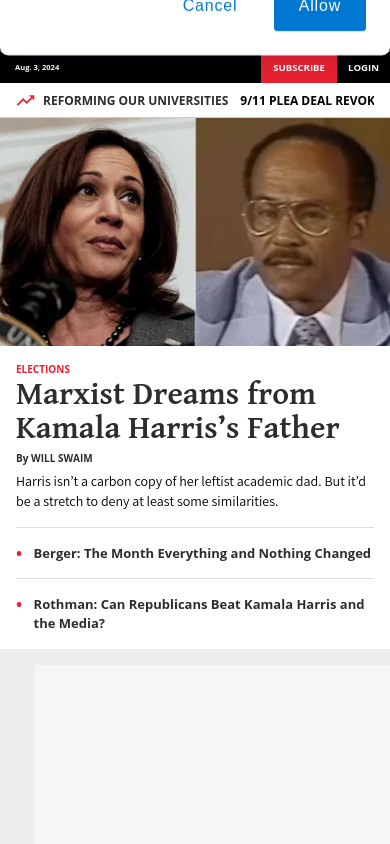 Cancel Allow
Aug. 3, 2024 SUBSCRIBE LOGIN
REFORMING OUR UNIVERSITIES 9/11 PLEA DEAL REVOK
ELECTIONS
Marxist Dreams from
Kamala Harris’s Father
By WILL SWAIM
Harris isn’t a carbon copy of her leftist academic dad. But it’d
be a stretch to deny at least some similarities.
• Berger: The Month Everything and Nothing Changed
• Rothman: Can Republicans Beat Kamala Harris and
the Media?